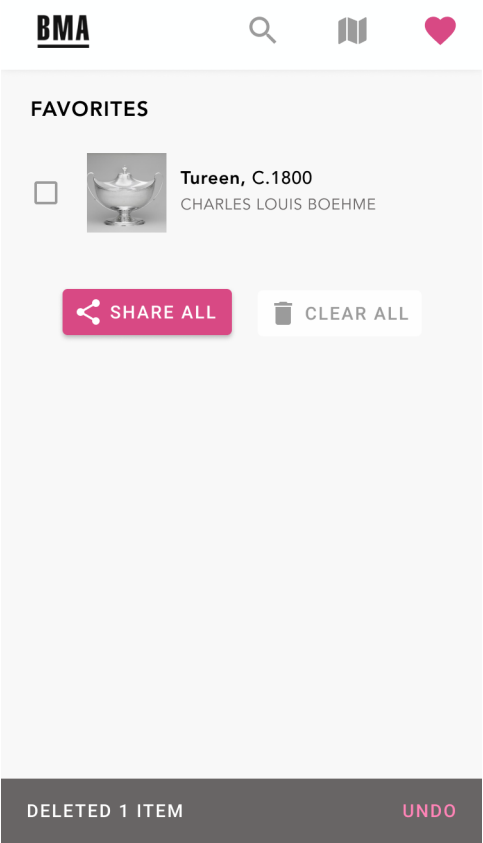 BMA
FAVORITES
Tureen, C.1800
CHARLES LOUIS BOEHME
SHARE ALL
CLEAR ALL
DELETED 1 ITEM
UNDO